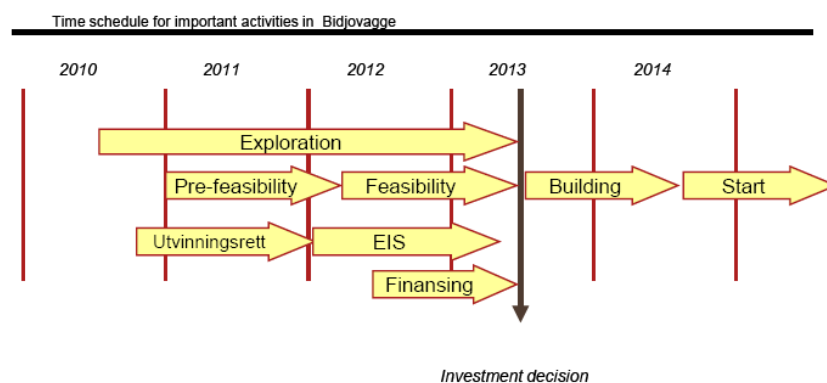 Time schedule for important activities in Bidjovagge
2010 2011 2012 2013 2014
Exploration
Pre-feasibility Feasibility Building Start
Utvinningsrett EIS
Finansing
Investment decision